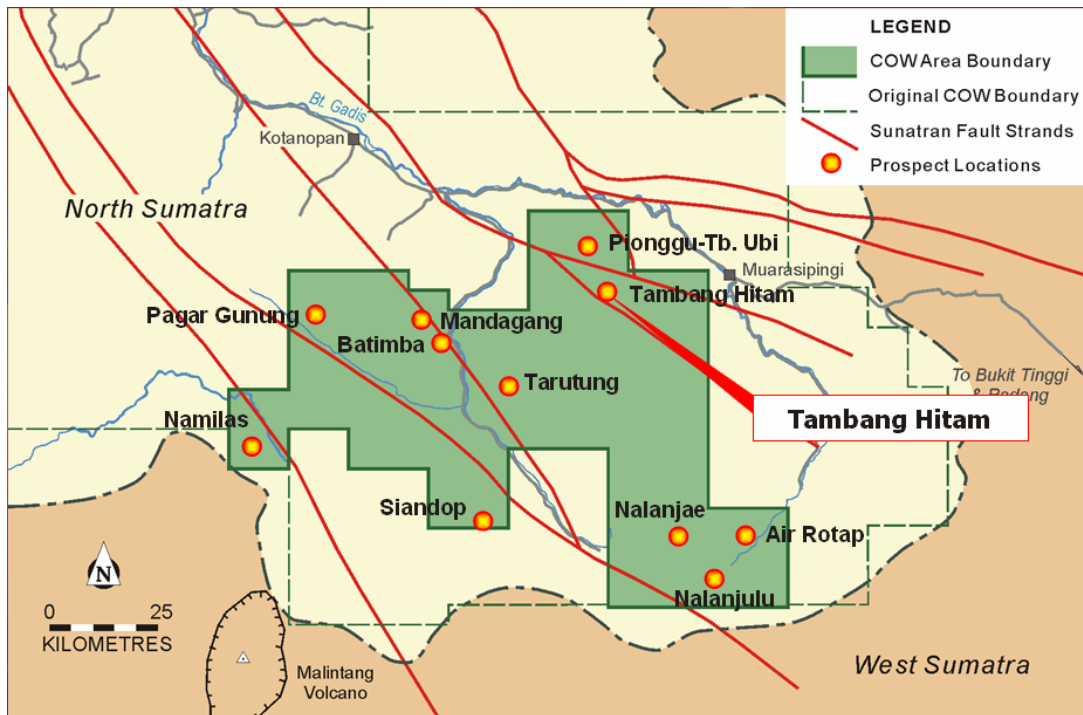 LEGEND
COW Area Boundary
Original COW Boundary
Sunatran Fault Strands
Prospect Locations
Bt. Gadis
Kotanopan
North Sumatra
Pionggu-Tb. Ubi
Muarasipingi
Tambang Hitam
Pagar Gunung
Mandagang
Batimba
Tarutung
To Bukit Tinggi
& Padang
Tambang Hitam
Namilas
Siandop
Nalanjae
Air Rotap
Nalanjulu
N
0 25
KILOMETRES
Malintang
Volcano
West Sumatra